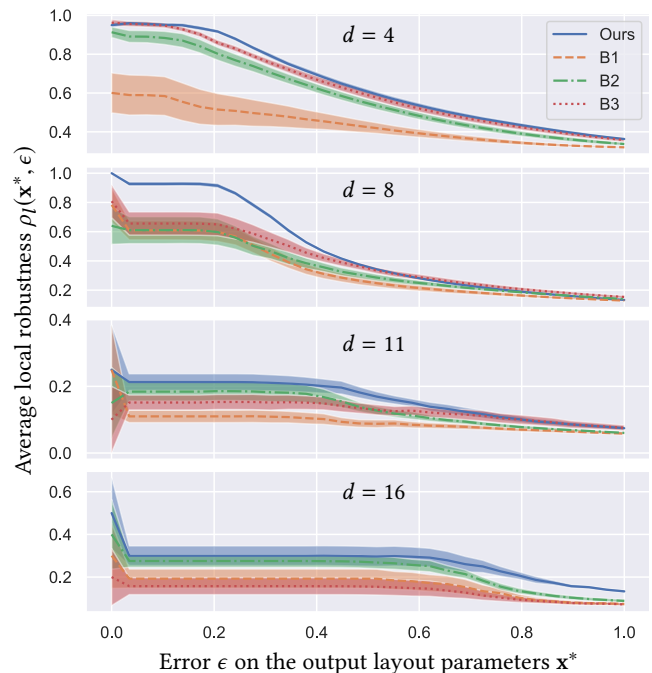 Average local robustness ρ_l(x*, ϵ)
1.0
0.8
0.6
0.4
d = 4
Ours
B1
B2
B3
1.0
0.8
0.6
0.4
0.2
d = 8
0.4
0.2
0.0
d = 11
0.6
0.4
0.2
d = 16
0.0 0.2 0.4 0.6 0.8 1.0
Error ϵ on the output layout parameters x*